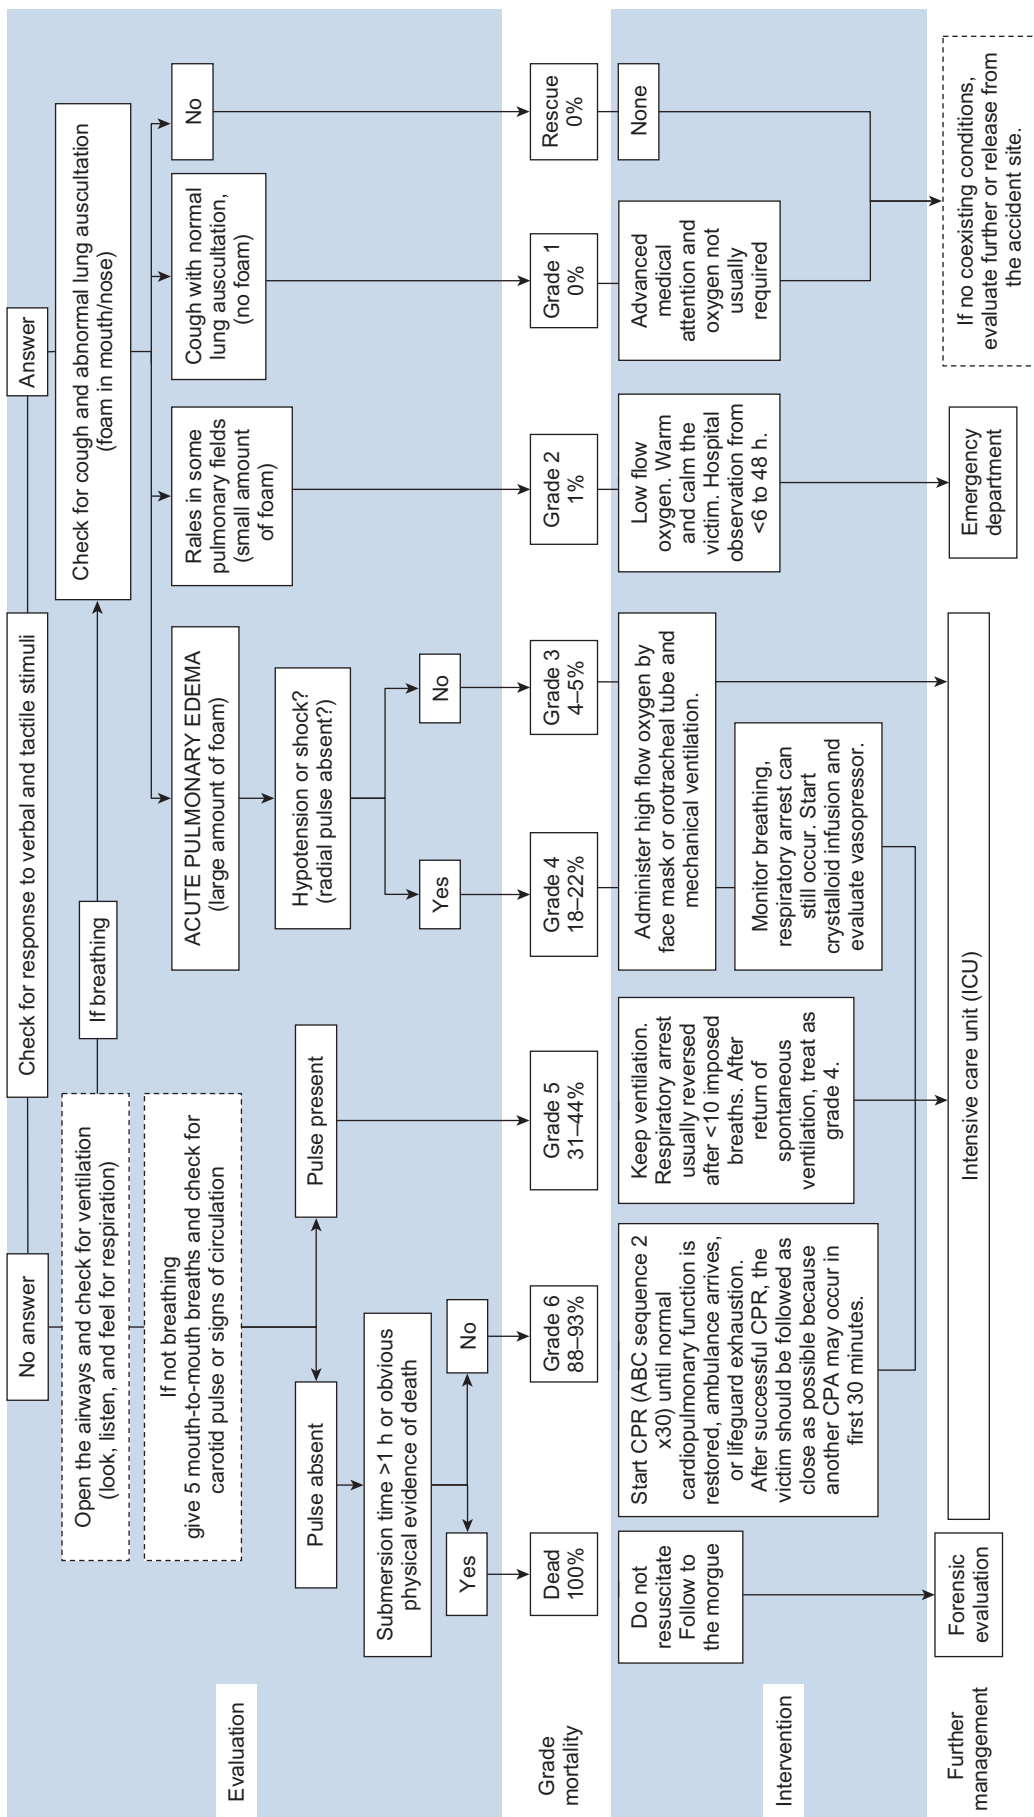 Evaluation
Check for response to verbal and tactile stimuli
No answer
Answer
Open the airways and check for ventilation
(look, listen, and feel for respiration)
If breathing
Check for cough and abnormal lung auscultation
(foam in mouth/nose)
If not breathing
give 5 mouth-to-mouth breaths and check for
carotid pulse or signs of circulation
Pulse absent
Pulse present
Submersion time >1 h or obvious
physical evidence of death
Yes
No
ACUTE PULMONARY EDEMA
(large amount of foam)
Hypotension or shock?
(radial pulse absent?)
Yes
No
Rales in some
pulmonary fields
(small amount
of foam)
Cough with normal
lung auscultation,
(no foam)
No
Grade
mortality
Dead
100%
Grade 6
88–93%
Grade 5
31–44%
Grade 4
18–22%
Grade 3
4–5%
Grade 2
1%
Grade 1
0%
Rescue
0%
Intervention
Do not
resuscitate
Follow to
the morgue
Start CPR (ABC sequence 2
x30) until normal
cardiopulmonary function is
restored, ambulance arrives,
or lifeguard exhaustion.
After successful CPR, the
victim should be followed as
close as possible because
another CPA may occur in
first 30 minutes.
Keep ventilation.
Respiratory arrest
usually reversed
after <10 imposed
breaths. After
return of
spontaneous
ventilation, treat as
grade 4.
Administer high flow oxygen by
face mask or orotracheal tube and
mechanical ventilation.
Monitor breathing,
respiratory arrest can
still occur. Start
crystalloid infusion and
evaluate vasopressor.
Low flow
oxygen. Warm
and calm the
victim. Hospital
observation from
<6 to 48 h.
Advanced
medical
attention and
oxygen not
usually
required
None
Further
management
Forensic
evaluation
Intensive care unit (ICU)
Emergency
department
If no coexisting conditions,
evaluate further or release from
the accident site.